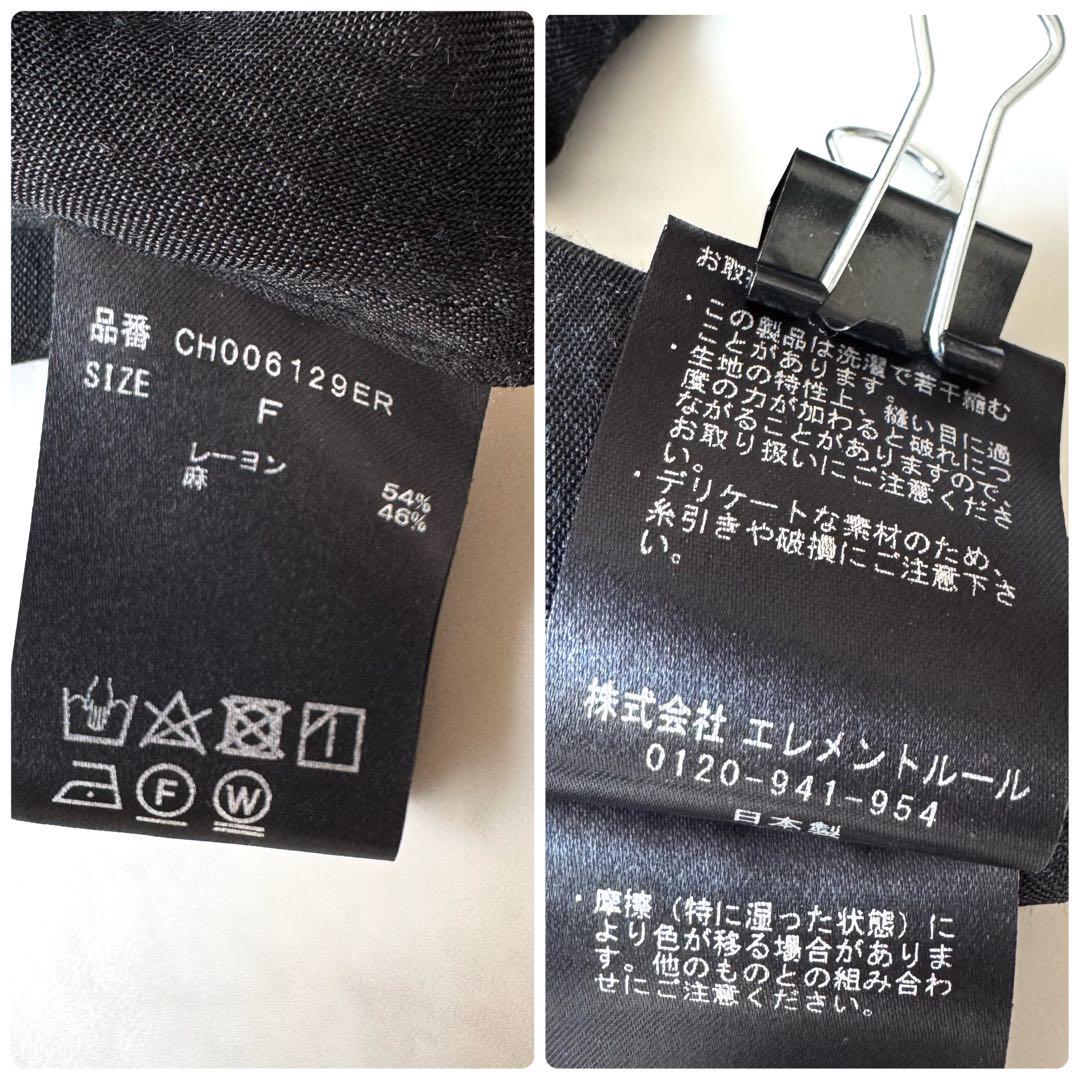 品番 CH006129ER
SIZE F
レーヨン 54%
麻 46%
F
W
お取
・この製品は洗濯で若干縮む
ことがあります。
・生地の特性上、縫い目に過
度の力が加わると破れにつ
ながることがありますので、
お取り扱いにご注意くださ
い。
・デリケートな素材のため、
糸引きや破損にご注意下さ
い。
株式会社 エレメントルール
0120-941-954
日本製
・摩擦（特に湿った状態）に
より色が移る場合がありま
す。他のものとの組み合わ
せにご注意ください。